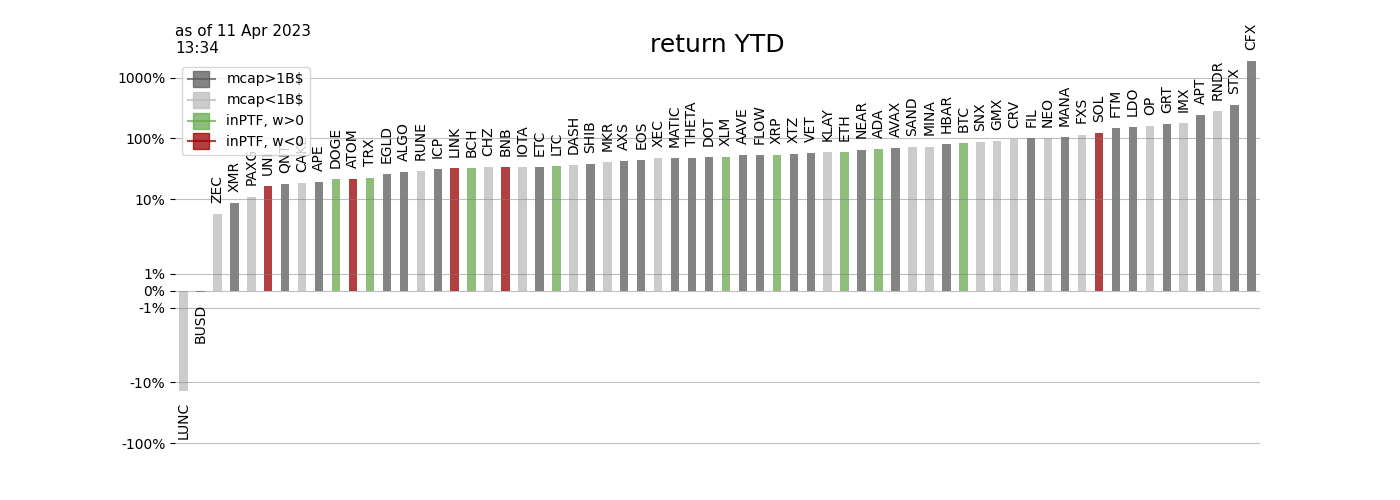 as of 11 Apr 2023
13:34
return YTD
1000%
100%
10%
1%
0%
-1%
-10%
-100%
mcap>1B$
mcap<1B$
inPTF, w>0
inPTF, w<0
LUNC
BUSD
ZEC
XMR
PAXG
UNI
QNT
CAKE
APE
DOGE
ATOM
TRX
EGLD
ALGO
RUNE
ICP
LINK
BCH
CHZ
BNB
IOTA
ETC
LTC
DASH
SHIB
MKR
AXS
EOS
XEC
MATIC
THETA
DOT
XLM
AAVE
FLOW
XRP
XTZ
VET
KLAY
ETH
NEAR
ADA
AVAX
SAND
MINA
HBAR
BTC
SNX
GMX
CRV
FIL
NEO
MANA
FXS
SOL
FTM
LDO
OP
GRT
IMX
APT
RNDR
STX
CFX